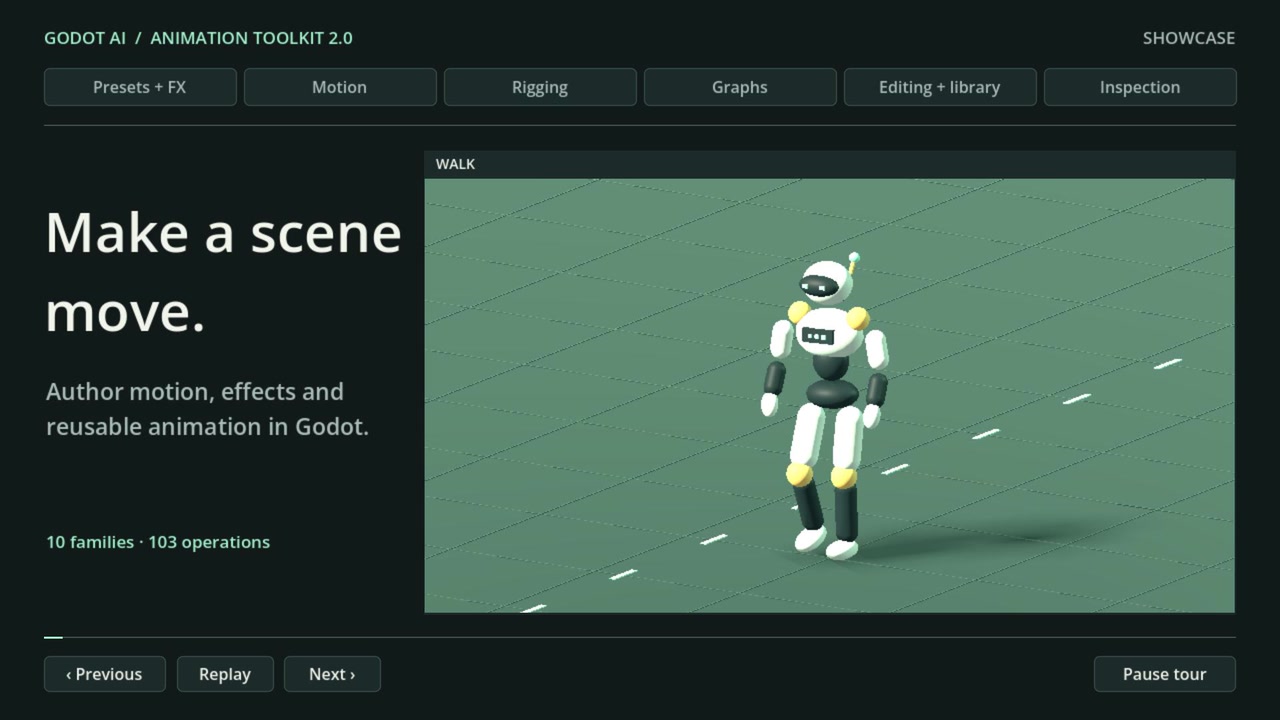 GODOT AI / ANIMATION TOOLKIT 2.0
SHOWCASE
Presets + FX
Motion
Rigging
Graphs
Editing + library
Inspection
WALK
Make a scene
move.
Author motion, effects and
reusable animation in Godot.
10 families · 103 operations
‹ Previous
Replay
Next ›
Pause tour